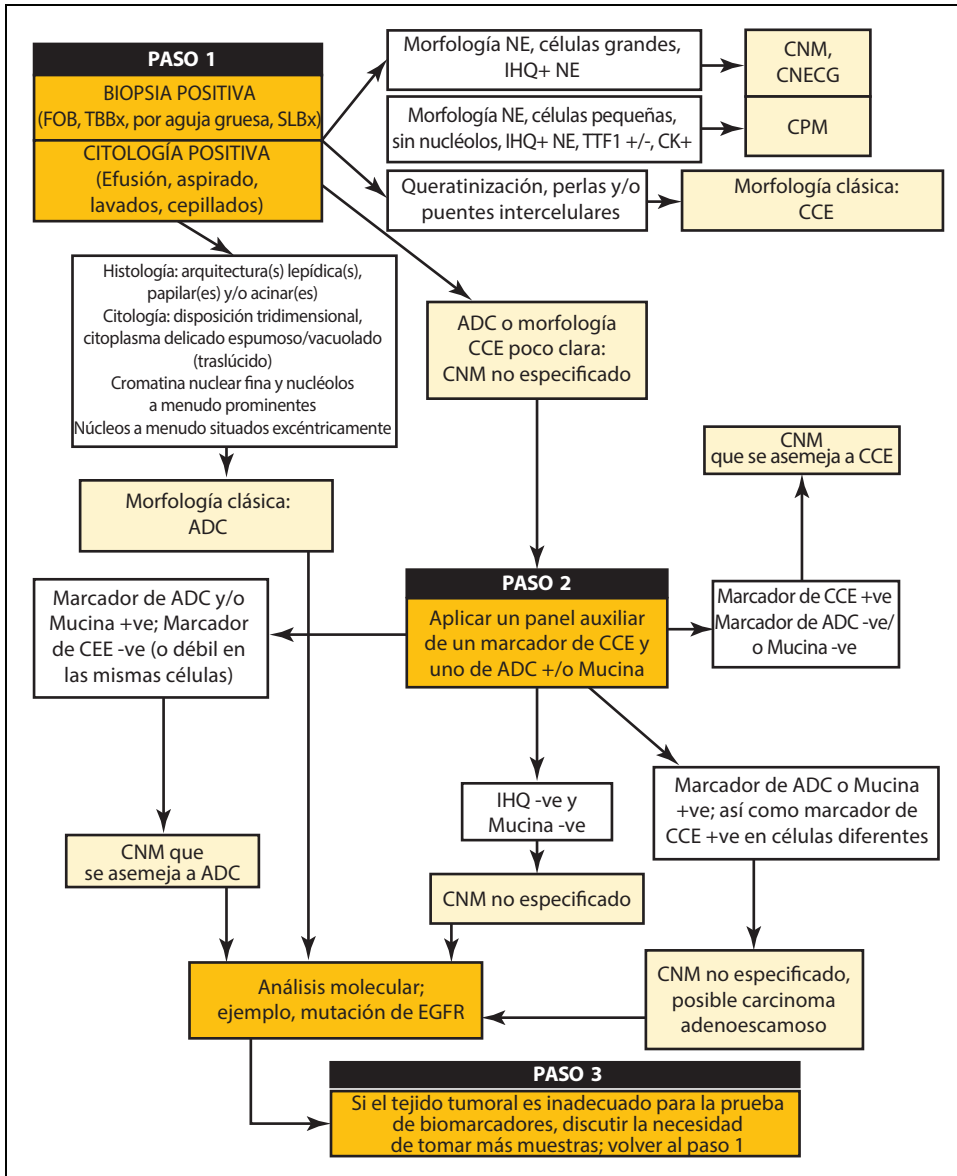 PASO 1
BIOPSIA POSITIVA
(FOB, TBBx, por aguja gruesa, SLBx)
CITOLOGÍA POSITIVA
(Efusión, aspirado,
lavados, cepillados)
Morfología NE, células grandes,
IHQ+ NE
CNM,
CNECG
Morfología NE, células pequeñas,
sin nucléolos, IHQ+ NE, TTF1 +/-, CK+
CPM
Queratinización, perlas y/o
puentes intercelulares
Morfología clásica:
CCE
Histología: arquitectura(s) lepídica(s),
papilar(es) y/o acinar(es)
Citología: disposición tridimensional,
citoplasma delicado espumoso/vacuolado
(traslúcido)
Cromatina nuclear fina y nucléolos
a menudo prominentes
Núcleos a menudo situados excéntricamente
ADC o morfología
CCE poco clara:
CNM no especificado
CNM
que se asemeja a CCE
Morfología clásica:
ADC
PASO 2
Aplicar un panel auxiliar
de un marcador de CCE y
uno de ADC +/o Mucina
Marcador de ADC y/o
Mucina +ve; Marcador
de CEE -ve (o débil en
las mismas células)
Marcador de CCE +ve
Marcador de ADC -ve/
o Mucina -ve
IHQ -ve y
Mucina -ve
Marcador de ADC o Mucina
+ve; así como marcador de
CCE +ve en células diferentes
CNM que
se asemeja a ADC
CNM no especificado
Análisis molecular;
ejemplo, mutación de EGFR
CNM no especificado,
posible carcinoma
adenoescamoso
PASO 3
Si el tejido tumoral es inadecuado para la prueba
de biomarcadores, discutir la necesidad
de tomar más muestras; volver al paso 1